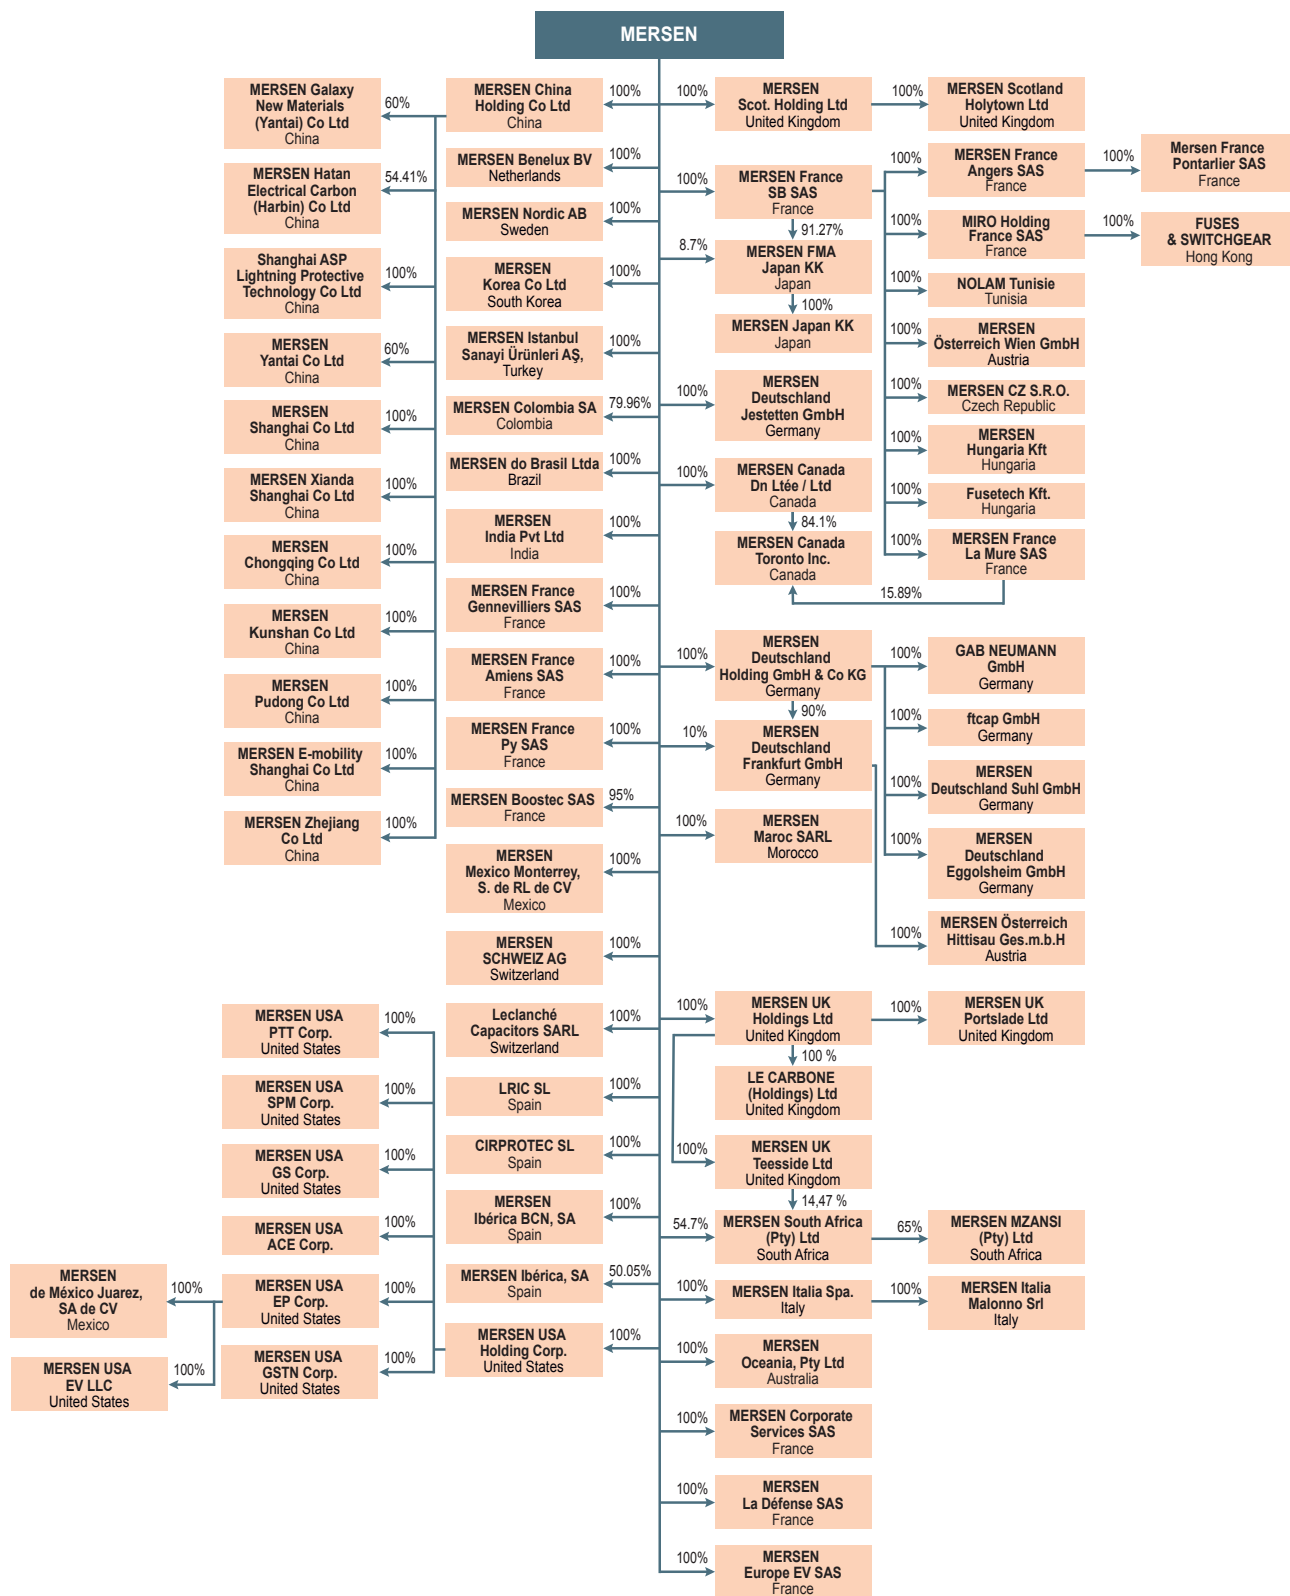 MERSEN
MERSEN Galaxy
New Materials
(Yantai) Co Ltd
China
60%
MERSEN Hatan
Electrical Carbon
(Harbin) Co Ltd
China
54.41%
Shanghai ASP
Lightning Protective
Technology Co Ltd
China
100%
MERSEN
Yantai Co Ltd
China
60%
MERSEN
Shanghai Co Ltd
China
100%
MERSEN Xianda
Shanghai Co Ltd
China
100%
MERSEN
Chongqing Co Ltd
China
100%
MERSEN
Kunshan Co Ltd
China
100%
MERSEN
Pudong Co Ltd
China
100%
MERSEN E-mobility
Shanghai Co Ltd
China
100%
MERSEN Zhejiang
Co Ltd
China
100%
MERSEN USA
PTT Corp.
United States
100%
MERSEN USA
SPM Corp.
United States
100%
MERSEN USA
GS Corp.
United States
100%
MERSEN USA
ACE Corp.
100%
MERSEN USA
EP Corp.
United States
100%
MERSEN USA
GSTN Corp.
United States
100%
MERSEN
de México Juarez,
SA de CV
Mexico
100%
MERSEN USA
EV LLC
United States
100%
MERSEN China
Holding Co Ltd
China
100%
MERSEN Benelux BV
Netherlands
100%
MERSEN Nordic AB
Sweden
100%
MERSEN
Korea Co Ltd
South Korea
100%
MERSEN Istanbul
Sanayi Ürünleri AŞ,
Turkey
100%
MERSEN Colombia SA
Colombia
79.96%
MERSEN do Brasil Ltda
Brazil
100%
MERSEN
India Pvt Ltd
India
100%
MERSEN France
Gennevilliers SAS
France
100%
MERSEN France
Amiens SAS
France
100%
MERSEN France
Py SAS
France
100%
MERSEN Boostec SAS
France
95%
MERSEN
Mexico Monterrey,
S. de RL de CV
Mexico
100%
MERSEN
SCHWEIZ AG
Switzerland
100%
Leclanché
Capacitors SARL
Switzerland
100%
LRIC SL
Spain
100%
CIRPROTEC SL
Spain
100%
MERSEN
Ibérica BCN, SA
Spain
100%
MERSEN Ibérica, SA
Spain
50.05%
MERSEN USA
Holding Corp.
United States
100%
100%
MERSEN
Scot. Holding Ltd
United Kingdom
100%
MERSEN Scotland
Holytown Ltd
United Kingdom
100%
MERSEN France
SB SAS
France
91.27%
8.7%
MERSEN FMA
Japan KK
Japan
100%
MERSEN Japan KK
Japan
100%
MERSEN France
Angers SAS
France
100%
Mersen France
Pontarlier SAS
France
100%
MIRO Holding
France SAS
France
100%
FUSES
& SWITCHGEAR
Hong Kong
100%
NOLAM Tunisie
Tunisia
100%
MERSEN
Österreich Wien GmbH
Austria
100%
MERSEN CZ S.R.O.
Czech Republic
100%
MERSEN
Hungaria Kft
Hungaria
100%
Fusetech Kft.
Hungaria
100%
MERSEN France
La Mure SAS
France
15.89%
100%
MERSEN
Deutschland
Jestetten GmbH
Germany
100%
MERSEN Canada
Dn Ltée / Ltd
Canada
84.1%
MERSEN Canada
Toronto Inc.
Canada
100%
MERSEN
Deutschland
Holding GmbH & Co KG
Germany
90%
10%
MERSEN
Deutschland
Frankfurt GmbH
Germany
100%
GAB NEUMANN
GmbH
Germany
100%
ftcap GmbH
Germany
100%
MERSEN
Deutschland Suhl GmbH
Germany
100%
MERSEN
Deutschland
Eggolsheim GmbH
Germany
100%
MERSEN Österreich
Hittisau Ges.m.b.H
Austria
100%
MERSEN
Maroc SARL
Morocco
100%
MERSEN UK
Holdings Ltd
United Kingdom
100%
MERSEN UK
Portslade Ltd
United Kingdom
100 %
LE CARBONE
(Holdings) Ltd
United Kingdom
100%
MERSEN UK
Teesside Ltd
United Kingdom
14,47 %
54.7%
MERSEN South Africa
(Pty) Ltd
South Africa
65%
MERSEN MZANSI
(Pty) Ltd
South Africa
100%
MERSEN Italia Spa.
Italy
100%
MERSEN Italia
Malonno Srl
Italy
100%
MERSEN
Oceania, Pty Ltd
Australia
100%
MERSEN Corporate
Services SAS
France
100%
MERSEN
La Défense SAS
France
100%
MERSEN
Europe EV SAS
France